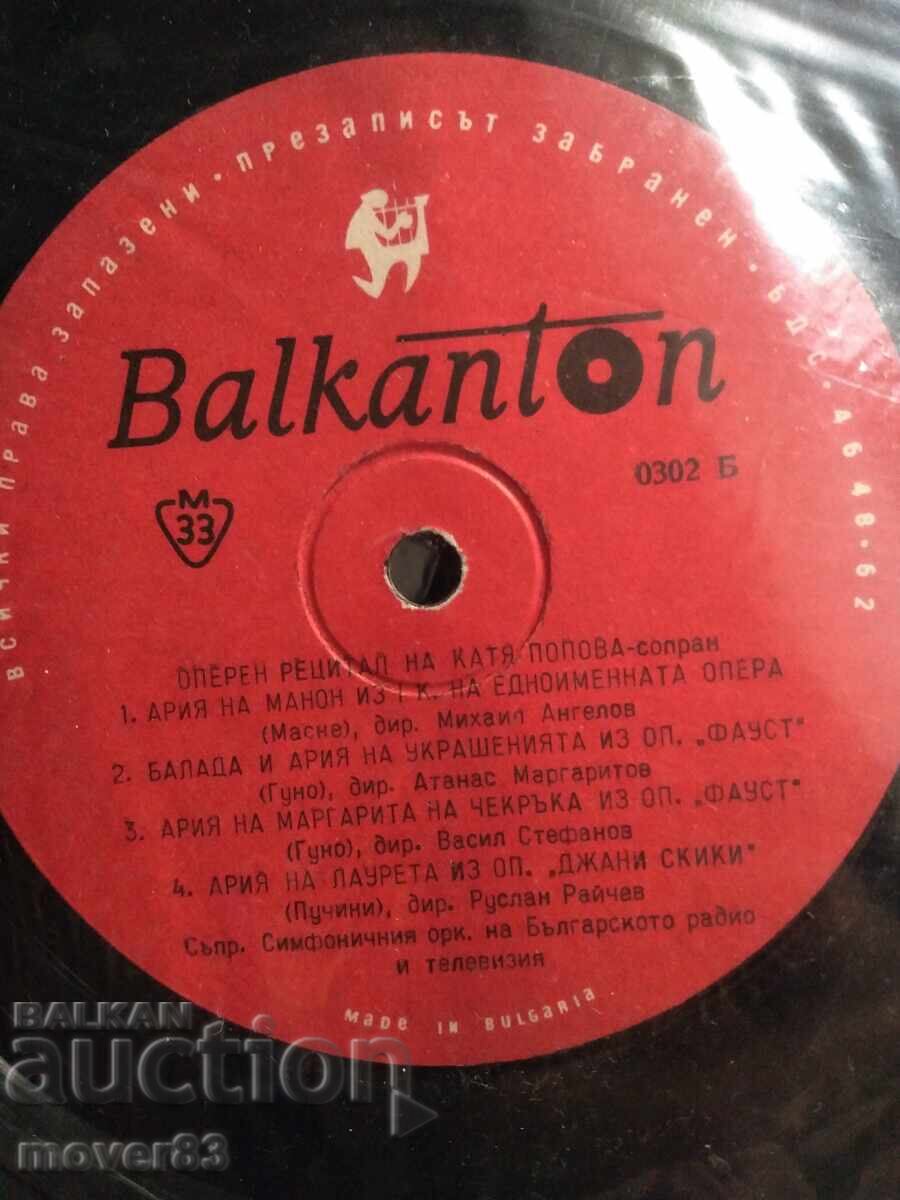 ВСИЧКИ ПРАВА ЗАПАЗЕНИ · ПРЕЗАПИСЪТ ЗАБРАНЕН · БДС · 4648-62
Balkanton
0302 Б
М
33
ОПЕРЕН РЕЦИТАЛ НА КАТЯ ПОПОВА-сопран
1. АРИЯ НА МАНОН ИЗ I К. НА ЕДНОИМЕННАТА ОПЕРА
(Масне), дир. Михаил Ангелов
2. БАЛАДА И АРИЯ НА УКРАШЕНИЯТА ИЗ ОП. „ФАУСТ“
(Гуно), дир. Атанас Маргаритов
3. АРИЯ НА МАРГАРИТА НА ЧЕКРЪКА ИЗ ОП. „ФАУСТ“
(Гуно), дир. Васил Стефанов
4. АРИЯ НА ЛАУРЕТА ИЗ ОП. „ДЖАНИ СКИКИ“
(Пучини), дир. Руслан Райчев
Съпр. Симфоничния орк. на Българското радио
и телевизия
MADE IN BULGARIA
BALKAN
auction
mover83